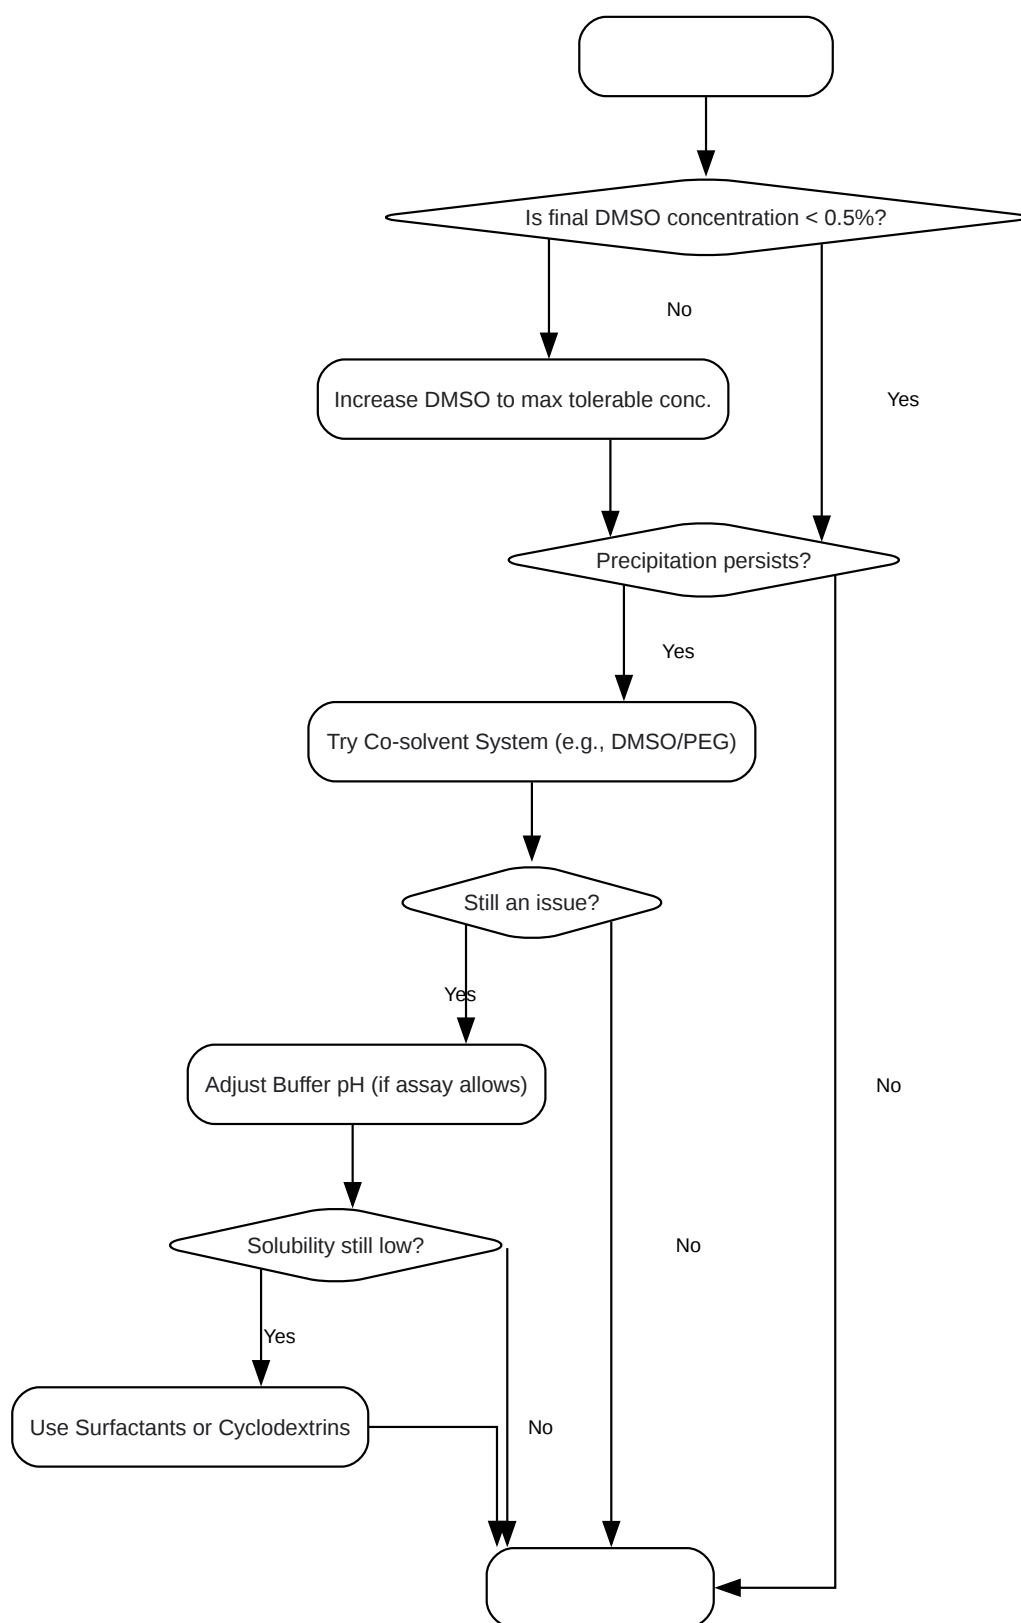 Is final DMSO concentration < 0.5%?
No
Increase DMSO to max tolerable conc.
Yes
Precipitation persists?
Yes
Try Co-solvent System (e.g., DMSO/PEG)
Still an issue?
Yes
Adjust Buffer pH (if assay allows)
No
Solubility still low?
No
Yes
Use Surfactants or Cyclodextrins
No